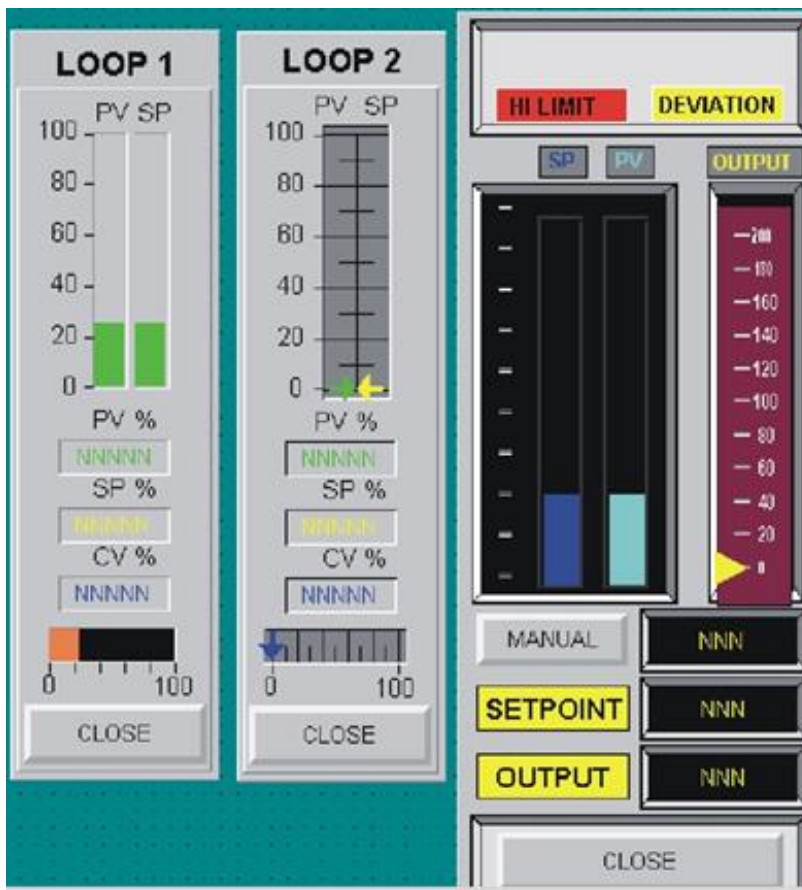 LOOP 1
PV SP
100
80
60
40
20
0
PV %
NNNNN
SP %
NNNNN
CV %
NNNNN
0 100
CLOSE
LOOP 2
PV SP
100
80
60
40
20
0
PV %
NNNNN
SP %
NNNNN
CV %
NNNNN
0 100
CLOSE
HI LIMIT DEVIATION
SP PV OUTPUT
200
180
160
140
120
100
80
60
40
20
0
MANUAL NNN
SETPOINT NNN
OUTPUT NNN
CLOSE